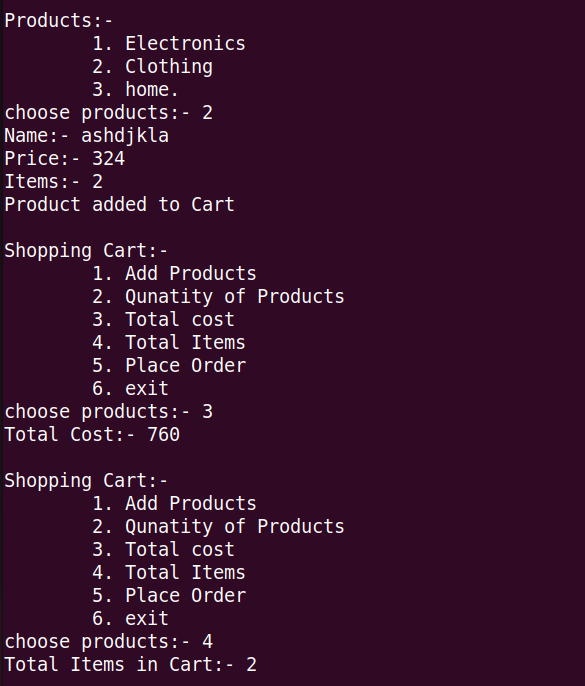 Products:-
1. Electronics
2. Clothing
3. home.
choose products:- 2
Name:- ashdjkla
Price:- 324
Items:- 2
Product added to Cart
Shopping Cart:-
1. Add Products
2. Qunatity of Products
3. Total cost
4. Total Items
5. Place Order
6. exit
choose products:- 3
Total Cost:- 760
Shopping Cart:-
1. Add Products
2. Qunatity of Products
3. Total cost
4. Total Items
5. Place Order
6. exit
choose products:- 4
Total Items in Cart:- 2